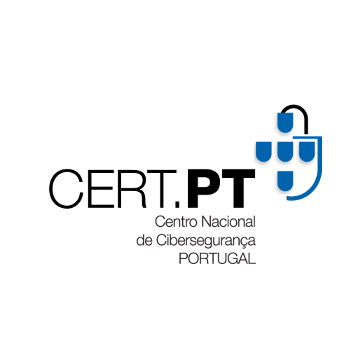 CERT.PT
Centro Nacional
de Cibersegurança
PORTUGAL